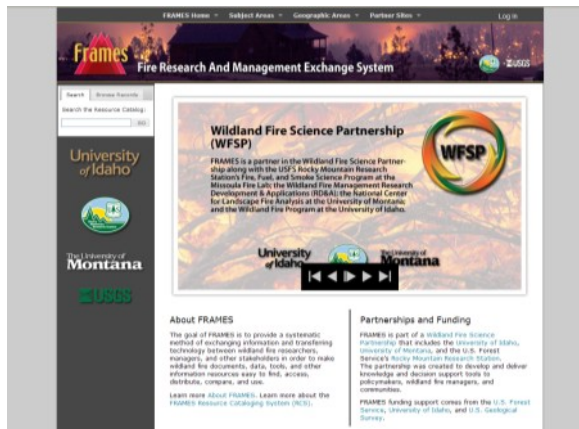 FRAMES Home Subject Areas Geographic Areas Partner Sites Log in
Frames Fire Research And Management Exchange System
USGS
Search Browse Records
Search the Resource Catalog:
GO
University
of Idaho
The University of
Montana
USGS
Wildland Fire Science Partnership
(WFSP)
WFSP
FRAMES is a partner in the Wildland Fire Science Partner-
ship along with the USFS Rocky Mountain Research
Station's Fire, Fuel, and Smoke Science Program at the
Missoula Fire Lab; the Wildland Fire Management Research
Development & Applications (RD&A); the National Center
for Landscape Fire Analysis at the University of Montana;
and the Wildland Fire Program at the University of Idaho.
University
of Idaho
The University of
Montana
About FRAMES
The goal of FRAMES is to provide a systematic
method of exchanging information and transferring
technology between wildland fire researchers,
managers, and other stakeholders in order to make
wildland fire documents, data, tools, and other
information resources easy to find, access,
distribute, compare, and use.
Learn more About FRAMES. Learn more about the
FRAMES Resource Cataloging System (RCS).
Partnerships and Funding
FRAMES is part of a Wildland Fire Science
Partnership that includes the University of Idaho,
University of Montana, and the U.S. Forest
Service's Rocky Mountain Research Station.
The partnership was created to develop and deliver
knowledge and decision support tools to
policymakers, wildland fire managers, and
communities.
FRAMES funding support comes from the U.S. Forest
Service, University of Idaho, and U.S. Geological
Survey.